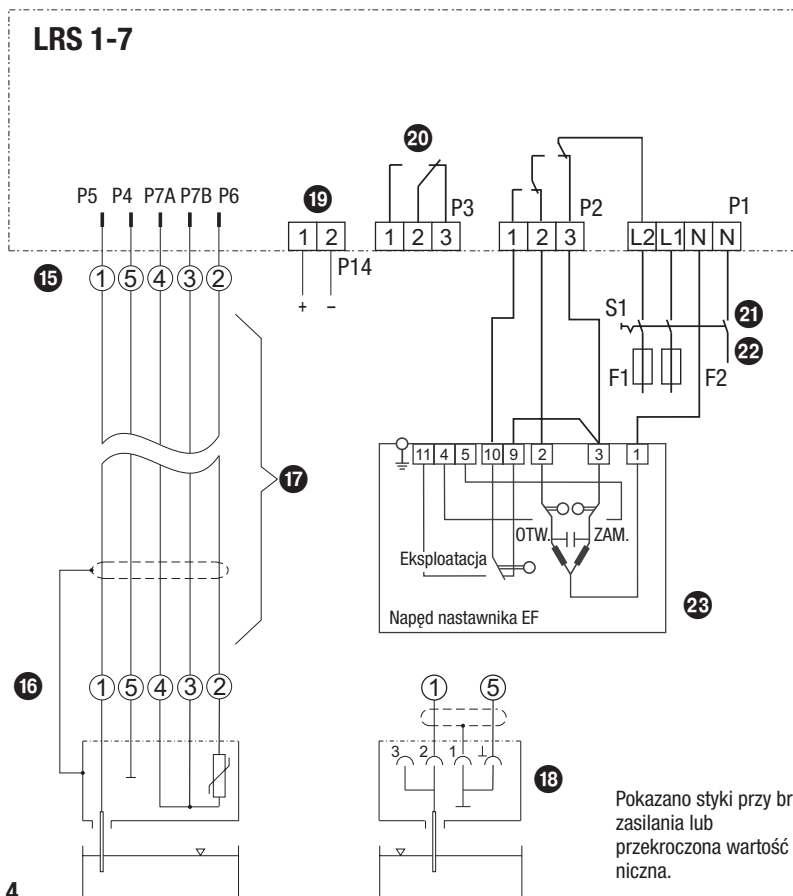 LRS 1-7
20
P5 P4 P7A P7B P6
19
P3
P2
P1
1 2
1 2 3
1 2 3
L2 L1 N N
P14
15
1 5 4 3 2
+ −
S1
21
22
F1
F2
17
11 4 5 10 9 2 3 1
OTW. ZAM.
Eksploatacja
Napęd nastawnika EF
23
16
1 5 4 3 2
1 5
3 2 1
18
Pokazano styki przy
zasilania lub
przekroczona wartość
niczna.
4